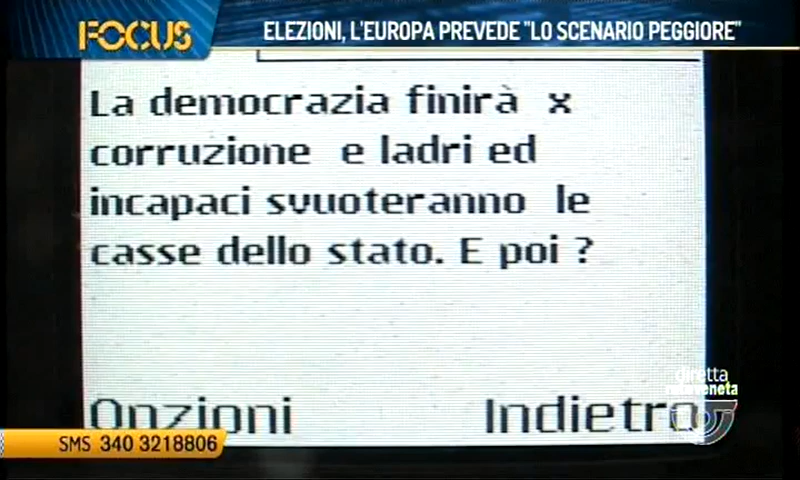 FOCUS
ELEZIONI, L'EUROPA PREVEDE "LO SCENARIO PEGGIORE"
La democrazia finirà x
corruzione e ladri ed
incapaci svuoteranno le
casse dello stato. E poi ?
Opzioni Indietro
diretta
SMS 340 3218806